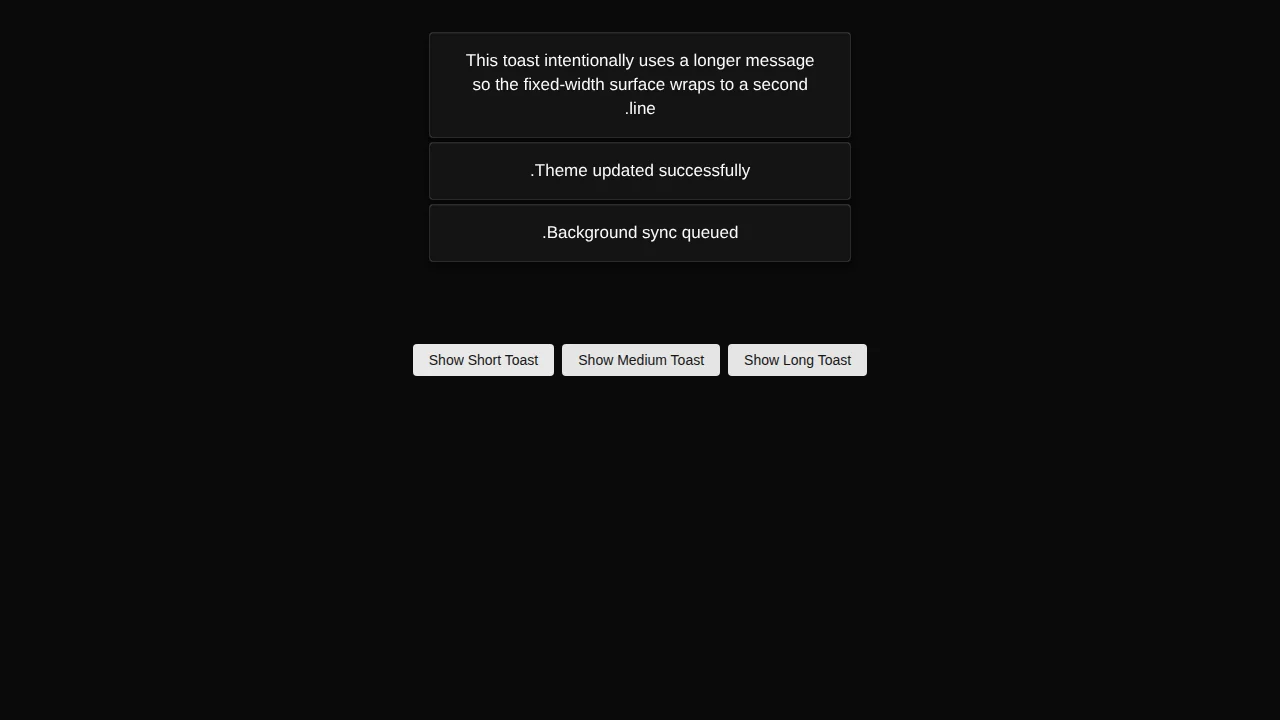 This toast intentionally uses a longer message
so the fixed-width surface wraps to a second
.line
.Theme updated successfully
.Background sync queued
Show Short Toast
Show Medium Toast
Show Long Toast